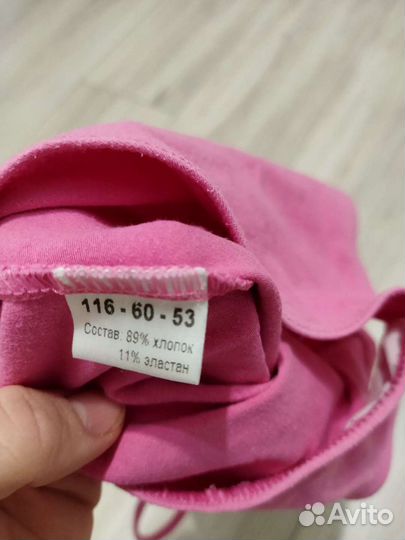 116 - 60 - 53
Состав: 89% хлопок
11% эластан
Avito